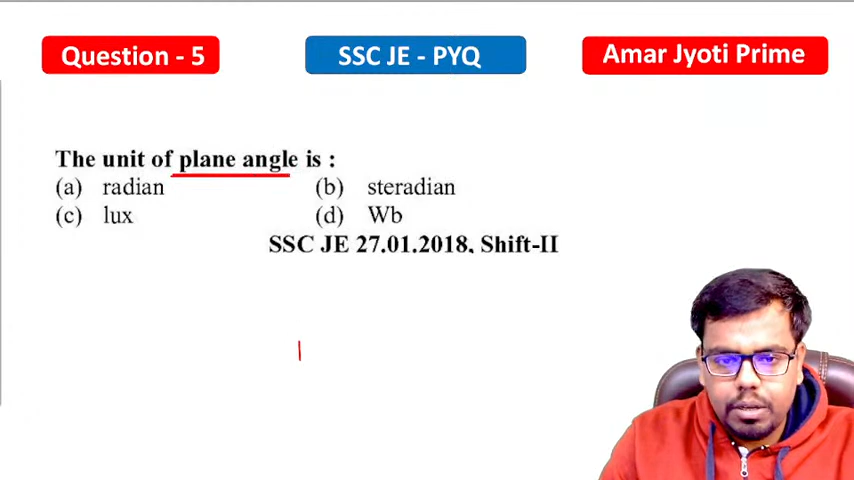 Question - 5
SSC JE - PYQ
Amar Jyoti Prime
The unit of plane angle is :
(a) radian (b) steradian
(c) lux (d) Wb
SSC JE 27.01.2018, Shift-II